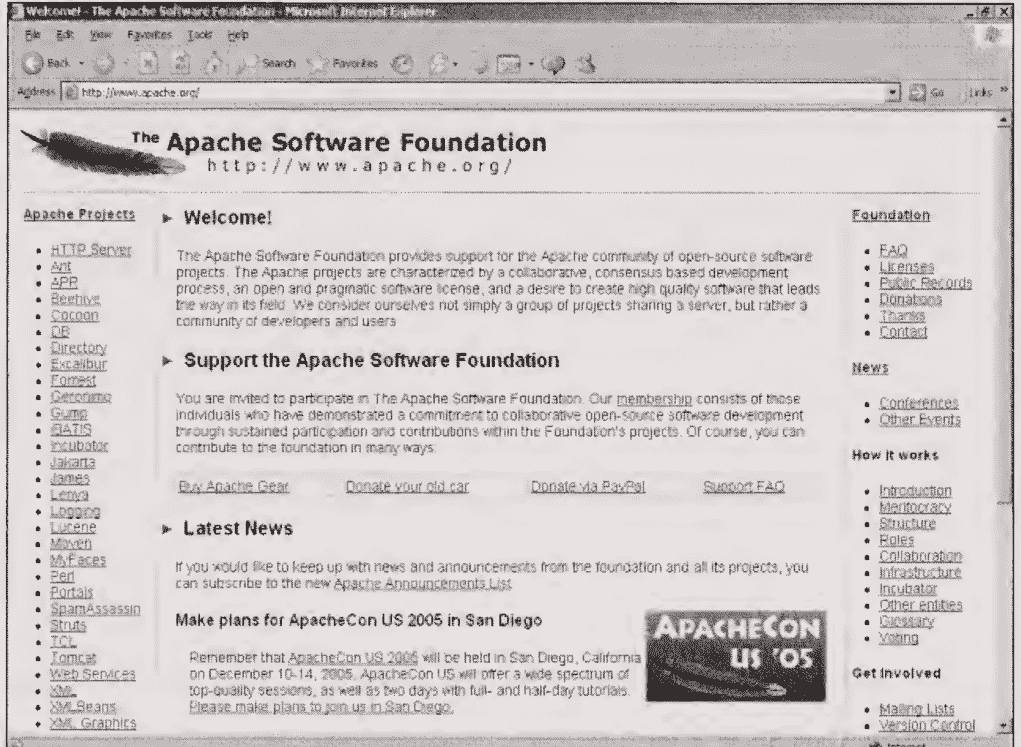 Welcome! - The Apache Software Foundation - Microsoft Internet Explorer
File Edit View Favorites Tools Help
Back Search Favorites
Address http://www.apache.org/ Go Links »
The Apache Software Foundation
http://www.apache.org/
Apache Projects
HTTP Server
Ant
APR
Beehive
Cocoon
DB
Directory
Excalibur
Forrest
Geronimo
Gump
iBATIS
Incubator
Jakarta
James
Lenya
Logging
Lucene
Maven
MyFaces
Perl
Portals
SpamAssassin
Struts
TCL
Tomcat
Web Services
XML
XMLBeans
XML Graphics
Welcome!
The Apache Software Foundation provides support for the Apache community of open-source software
projects. The Apache projects are characterized by a collaborative, consensus based development
process, an open and pragmatic software license, and a desire to create high quality software that leads
the way in its field. We consider ourselves not simply a group of projects sharing a server, but rather a
community of developers and users
Support the Apache Software Foundation
You are invited to participate in The Apache Software Foundation. Our membership consists of those
individuals who have demonstrated a commitment to collaborative open-source software development
through sustained participation and contributions within the Foundation's projects. Of course, you can
contribute to the foundation in many ways:
Buy Apache Gear Donate your old car Donate via PayPal Support FAQ
Latest News
If you would like to keep up with news and announcements from the foundation and all its projects, you
can subscribe to the new Apache Announcements List
Make plans for ApacheCon US 2005 in San Diego
Remember that ApacheCon US 2005 will be held in San Diego, California
on December 10-14, 2005. ApacheCon US will offer a wide spectrum of
top-quality sessions, as well as two days with full- and half-day tutorials.
Please make plans to join us in San Diego.
APACHECON
US '05
Foundation
FAQ
Licenses
Public Records
Donations
Thanks
Contact
News
Conferences
Other Events
How it works
Introduction
Meritocracy
Structure
Roles
Collaboration
Infrastructure
Incubator
Other entities
Glossary
Voting
Get Involved
Mailing Lists
Version Control
Internet